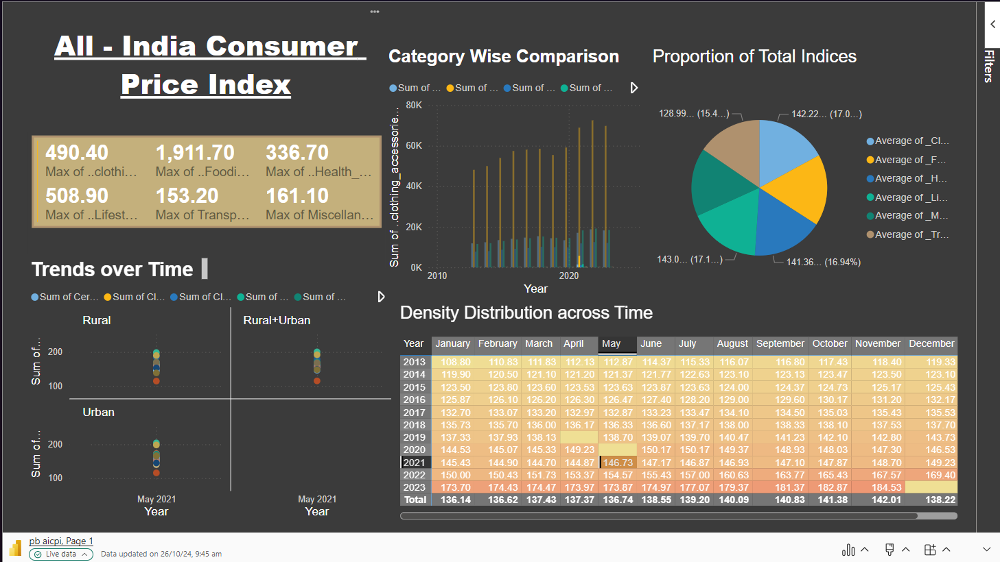 All - India Consumer
Price Index
490.40
Max of ..clothi...
1,911.70
Max of ..Foodi...
336.70
Max of ..Health_...
508.90
Max of ..Lifest...
153.20
Max of Transp...
161.10
Max of Miscellan...
Trends over Time
Sum of Cer... Sum of Cl... Sum of Cl... Sum of ... Sum of ...
Rural
Rural+Urban
Sum of...
200
100
Urban
Sum of...
200
100
May 2021
Year
May 2021
Year
Category Wise Comparison
Sum of ... Sum of ... Sum of ... Sum of ...
Sum of ..clothing_accessorie...
80K
60K
40K
20K
0K
2010 2020
Year
Proportion of Total Indices
128.99... (15.4...)
142.22... (17.0...)
143.0... (17.1...)
141.36... (16.94%)
Average of _Cl...
Average of _F...
Average of _H...
Average of _Li...
Average of _M...
Average of _Tr...
Density Distribution across Time
Year January February March April May June July August September October November December
2013 108.80 110.83 111.83 112.13 112.87 114.37 115.33 116.07 116.80 117.43 118.40 119.33
2014 119.90 120.50 121.10 121.20 121.37 121.77 122.63 123.10 123.13 123.47 123.50 123.10
2015 123.50 123.80 123.60 123.53 123.63 123.87 123.63 124.00 124.37 124.73 125.17 125.43
2016 125.87 126.10 126.20 126.30 126.47 127.40 128.20 129.00 129.60 130.17 131.20 132.17
2017 132.70 133.07 133.20 132.97 132.87 133.23 133.47 134.10 134.50 135.03 135.43 135.53
2018 135.73 135.70 136.00 136.17 136.33 136.60 137.17 138.00 138.33 138.10 137.53 137.70
2019 137.33 137.93 138.13 138.70 139.07 139.70 140.47 141.23 142.10 142.80 143.73
2020 144.53 145.07 145.33 149.23 150.17 150.17 149.37 148.93 148.03 147.30 146.53
2021 145.43 144.90 144.70 144.87 146.73 147.17 146.87 146.93 147.10 147.87 148.70 149.23
2022 150.00 150.43 151.73 153.37 154.57 155.43 157.00 160.63 163.77 165.43 167.57 169.40
2023 173.70 174.43 174.47 173.97 173.87 174.97 177.07 179.37 181.37 182.87 184.53
Total 136.14 136.62 137.43 137.37 136.74 138.55 139.20 140.09 140.83 141.38 142.01 138.22
Filters
pb aicpi, Page 1
Live data
Data updated on 26/10/24, 9:45 am